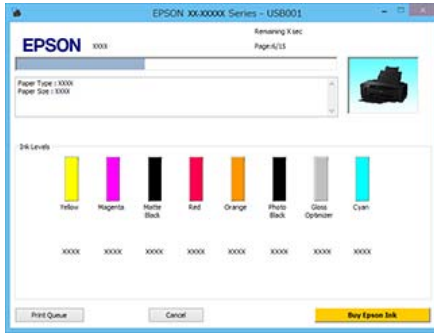 EPSON XX-XXXXX Series - USB001
Remaining X sec
EPSON XXXX Page:6/15
Paper Type : XXXX
Paper Size : XXXX
Ink Levels
Yellow Magenta Matte Black Red Orange Photo Black Gloss Optimizer Cyan
XXXX XXXX XXXX XXXX XXXX XXXX XXXX XXXX
Print Queue Cancel Buy Epson Ink